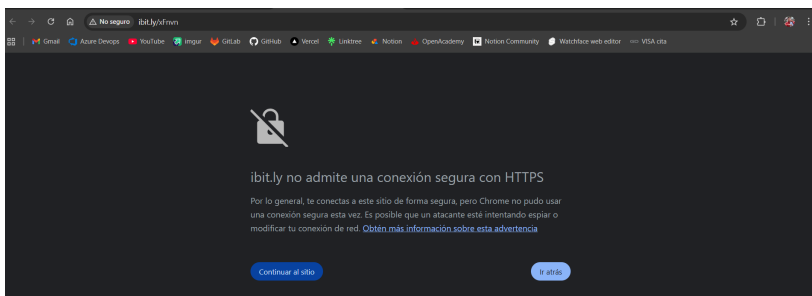 No seguro ibit.ly/xFnvn
Gmail Azure Devops YouTube imgur GitLab GitHub Vercel Linktree Notion OpenAcademy Notion Community Watchface web editor VISA cita
ibit.ly no admite una conexión segura con HTTPS
Por lo general, te conectas a este sitio de forma segura, pero Chrome no pudo usar
una conexión segura esta vez. Es posible que un atacante esté intentando espiar o
modificar tu conexión de red. Obtén más información sobre esta advertencia
Continuar al sitio Ir atrás